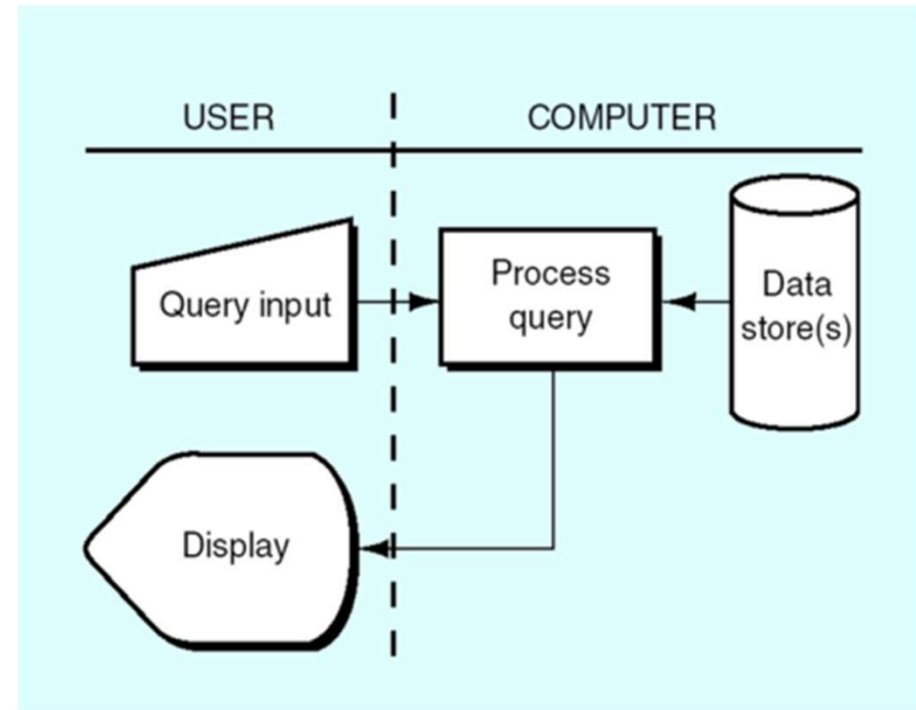 USER
COMPUTER
Query input
Process
query
Data
store(s)
Display